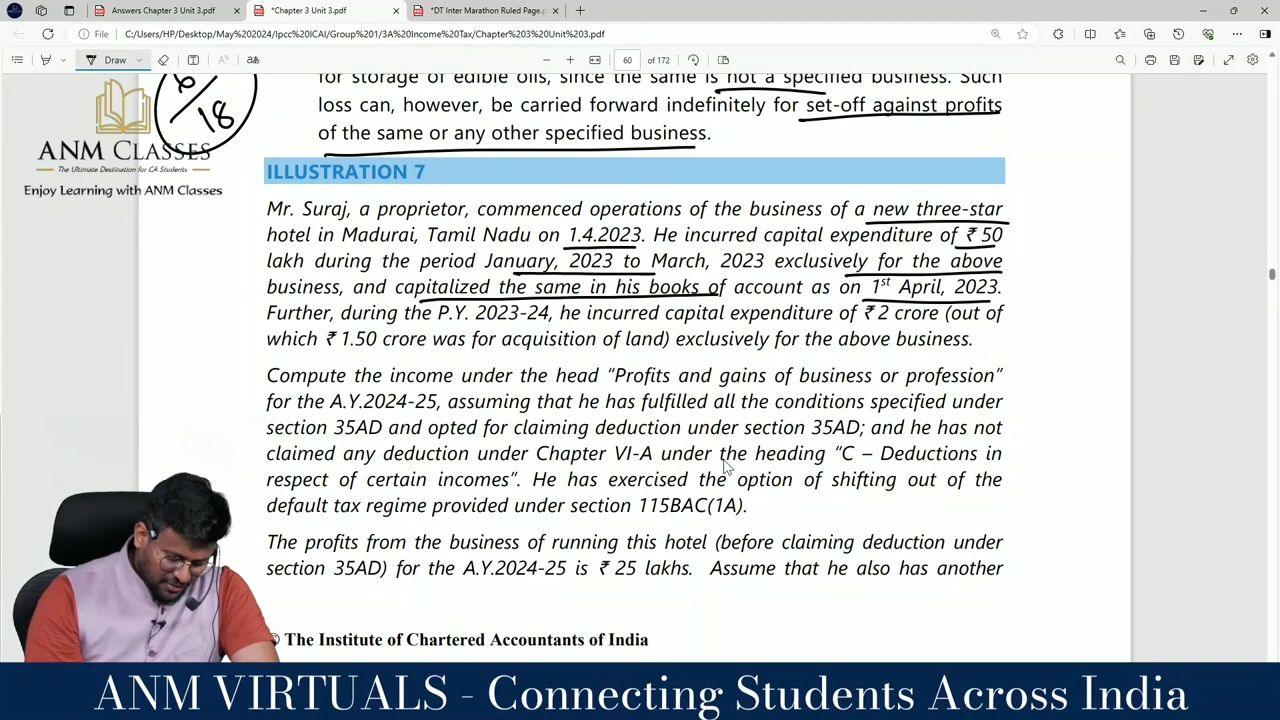 Answers Chapter 3 Unit 3.pdf
*Chapter 3 Unit 3.pdf
*DT Inter Marathon Ruled Page.p
File
C:/Users/HP/Desktop/May%202024/Ipcc%20ICAI/Group%201/3A%20Income%20Tax/Chapter%203%20Unit%203.pdf
Draw
60 of 172
for storage of edible oils, since the same is not a specified business. Such
loss can, however, be carried forward indefinitely for set-off against profits
of the same or any other specified business.
18
ANM CLASSES
The Ultimate Destination for CA Students
Enjoy Learning with ANM Classes
ILLUSTRATION 7
Mr. Suraj, a proprietor, commenced operations of the business of a new three-star
hotel in Madurai, Tamil Nadu on 1.4.2023. He incurred capital expenditure of ₹ 50
lakh during the period January, 2023 to March, 2023 exclusively for the above
business, and capitalized the same in his books of account as on 1st April, 2023.
Further, during the P.Y. 2023-24, he incurred capital expenditure of ₹ 2 crore (out of
which ₹ 1.50 crore was for acquisition of land) exclusively for the above business.
Compute the income under the head “Profits and gains of business or profession”
for the A.Y.2024-25, assuming that he has fulfilled all the conditions specified under
section 35AD and opted for claiming deduction under section 35AD; and he has not
claimed any deduction under Chapter VI-A under the heading “C – Deductions in
respect of certain incomes”. He has exercised the option of shifting out of the
default tax regime provided under section 115BAC(1A).
The profits from the business of running this hotel (before claiming deduction under
section 35AD) for the A.Y.2024-25 is ₹ 25 lakhs. Assume that he also has another
© The Institute of Chartered Accountants of India
ANM VIRTUALS - Connecting Students Across India